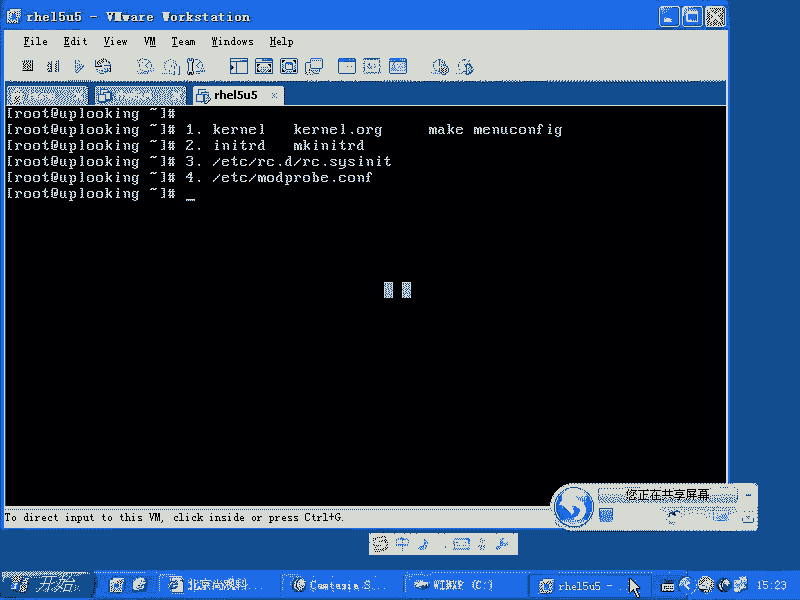 rhel5u5 - VMware Workstation
File Edit View VM Team Windows Help
rhel5u5 ×
[root@uplooking ~]#
[root@uplooking ~]# 1. kernel kernel.org make menuconfig
[root@uplooking ~]# 2. initrd mkinitrd
[root@uplooking ~]# 3. /etc/rc.d/rc.sysinit
[root@uplooking ~]# 4. /etc/modprobe.conf
[root@uplooking ~]# _
您正在共享屏幕
To direct input to this VM, click inside or press Ctrl+G.
中
开始 北京尚观科... Camtasia S... WINXP (C:) rhel5u5 - 15:23